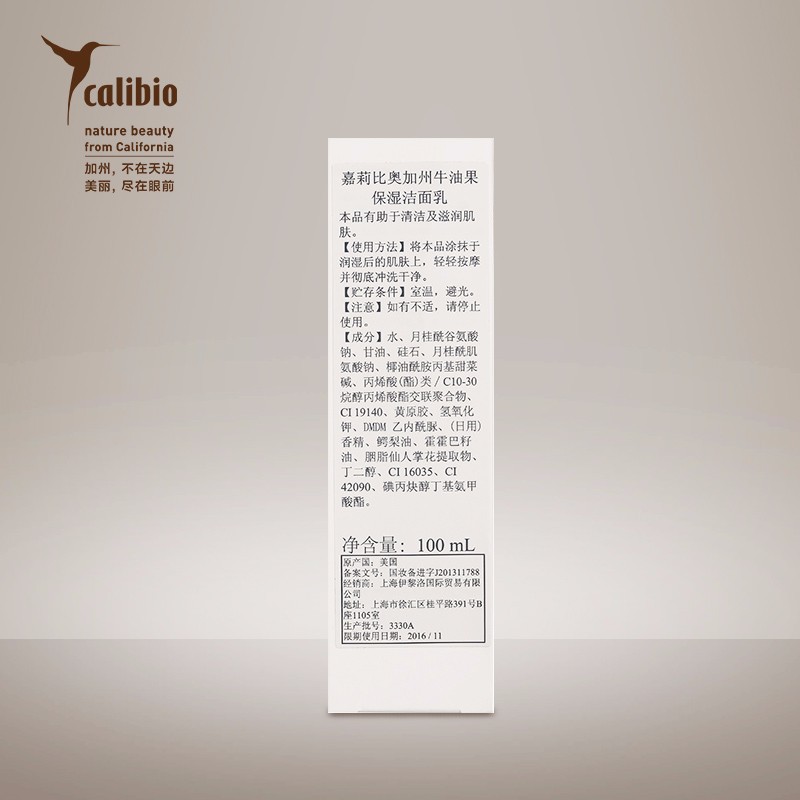 calibio
nature beauty
from California
加州，不在天边
美丽，尽在眼前
嘉莉比奥加州牛油果
保湿洁面乳
本品有助于清洁及滋润肌
肤。
【使用方法】将本品涂抹于
润湿后的肌肤上，轻轻按摩
并彻底冲洗干净。
【贮存条件】室温，避光。
【注意】如有不适，请停止
使用。
【成分】水、月桂酰谷氨酸
钠、甘油、硅石、月桂酰肌
氨酸钠、椰油酰胺丙基甜菜
碱、丙烯酸(酯)类／C10-30
烷醇丙烯酸酯交联聚合物、
CI 19140、黄原胶、氢氧化
钾、DMDM 乙内酰脲、(日用)
香精、鳄梨油、霍霍巴籽
油、胭脂仙人掌花提取物、
丁二醇、CI 16035、CI
42090、碘丙炔醇丁基氨甲
酸酯。
净含量：100 mL
原产国：美国
备案文号：国妆备进字J201311788
经销商：上海伊黎洛国际贸易有限
公司
地址：上海市徐汇区桂平路391号B
座1105室
生产批号：3330A
限期使用日期：2016 / 11